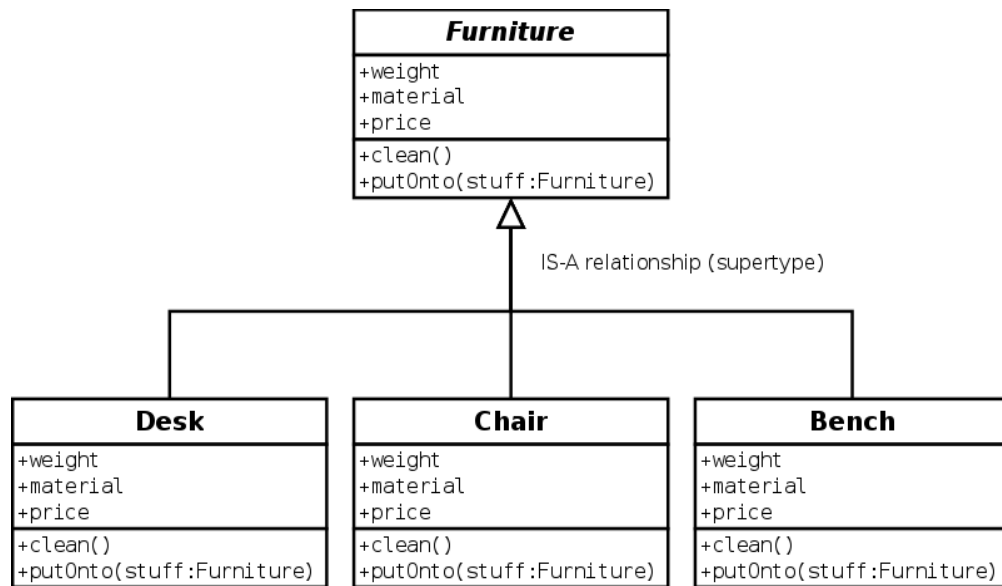 Furniture
+weight
+material
+price
+clean()
+putOnto(stuff:Furniture)
IS-A relationship (supertype)
Desk
+weight
+material
+price
+clean()
+putOnto(stuff:Furniture)
Chair
+weight
+material
+price
+clean()
+putOnto(stuff:Furniture)
Bench
+weight
+material
+price
+clean()
+putOnto(stuff:Furniture)